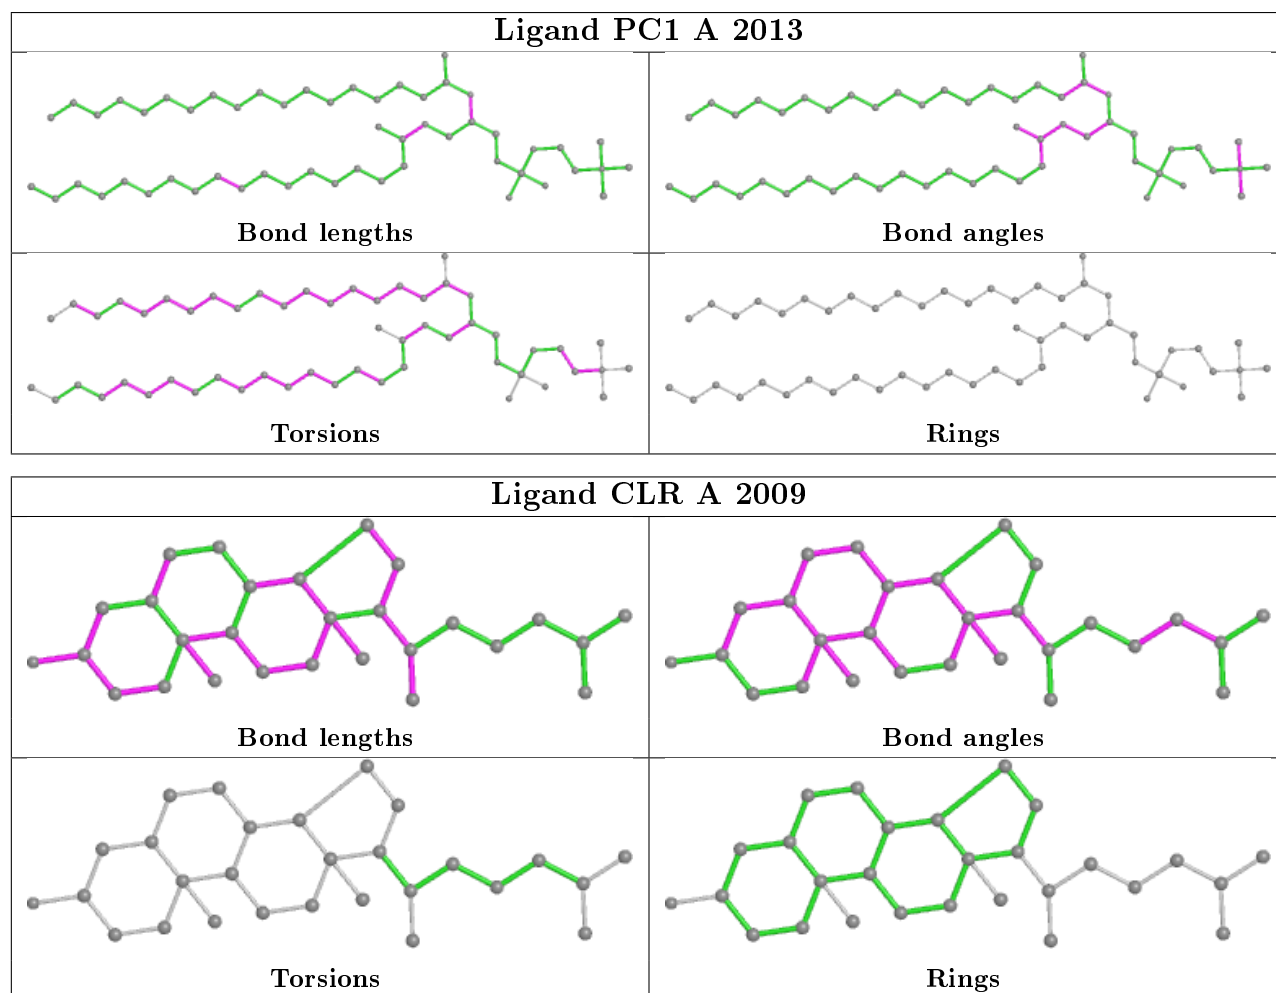 Ligand PC1 A 2013
Bond lengths
Bond angles
Torsions
Rings
Ligand CLR A 2009
Bond lengths
Bond angles
Torsions
Rings